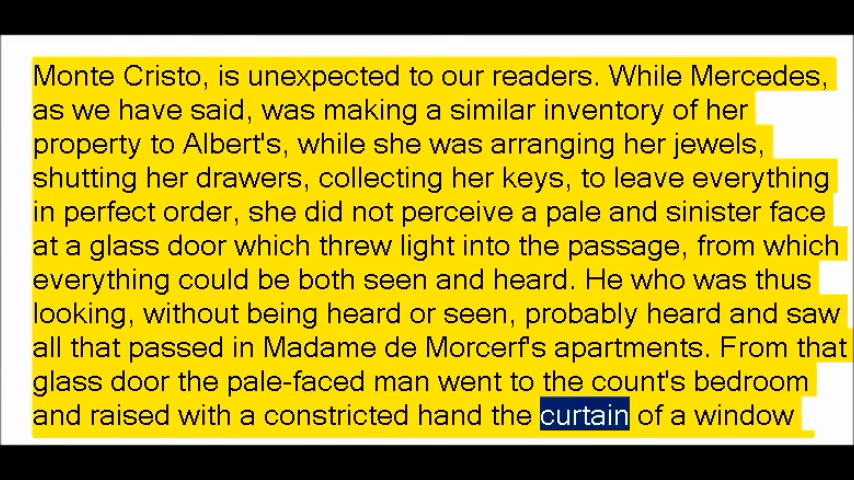 Monte Cristo, is unexpected to our readers. While Mercedes,
as we have said, was making a similar inventory of her
property to Albert's, while she was arranging her jewels,
shutting her drawers, collecting her keys, to leave everything
in perfect order, she did not perceive a pale and sinister face
at a glass door which threw light into the passage, from which
everything could be both seen and heard. He who was thus
looking, without being heard or seen, probably heard and saw
all that passed in Madame de Morcerf's apartments. From that
glass door the pale-faced man went to the count's bedroom
and raised with a constricted hand the curtain of a window